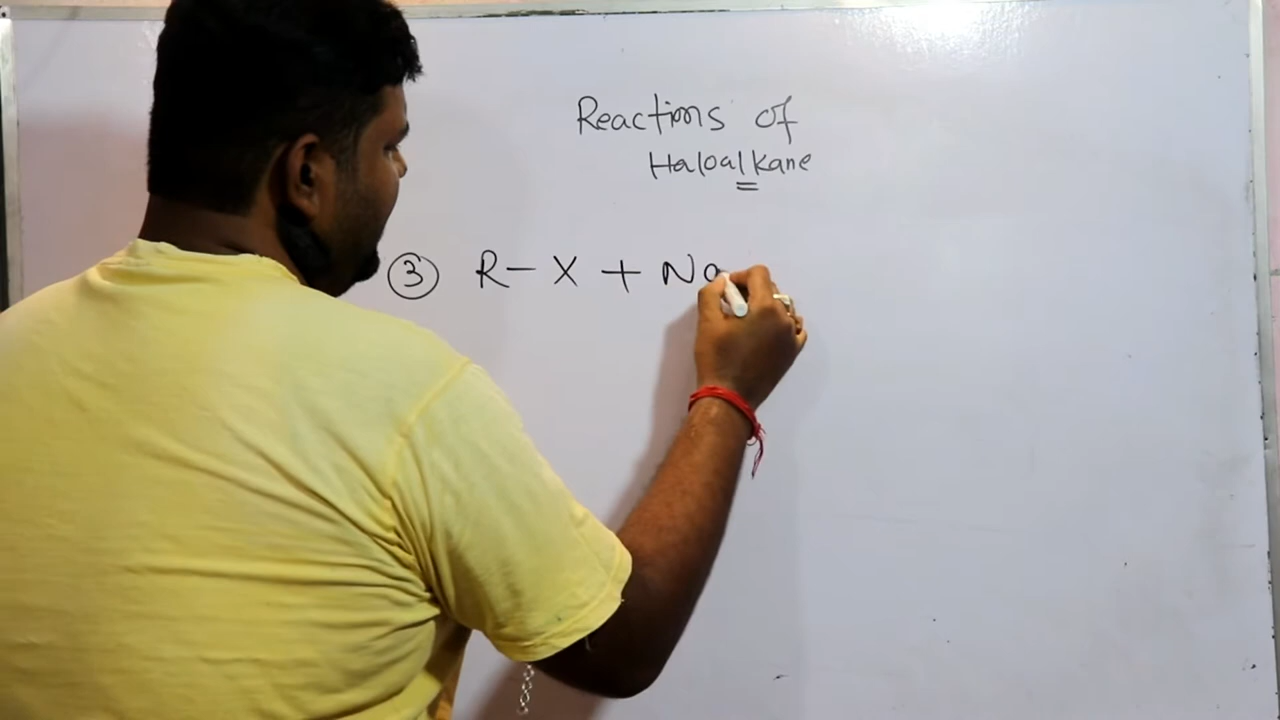 Reactions of
Haloalkane
③ R - X + Na